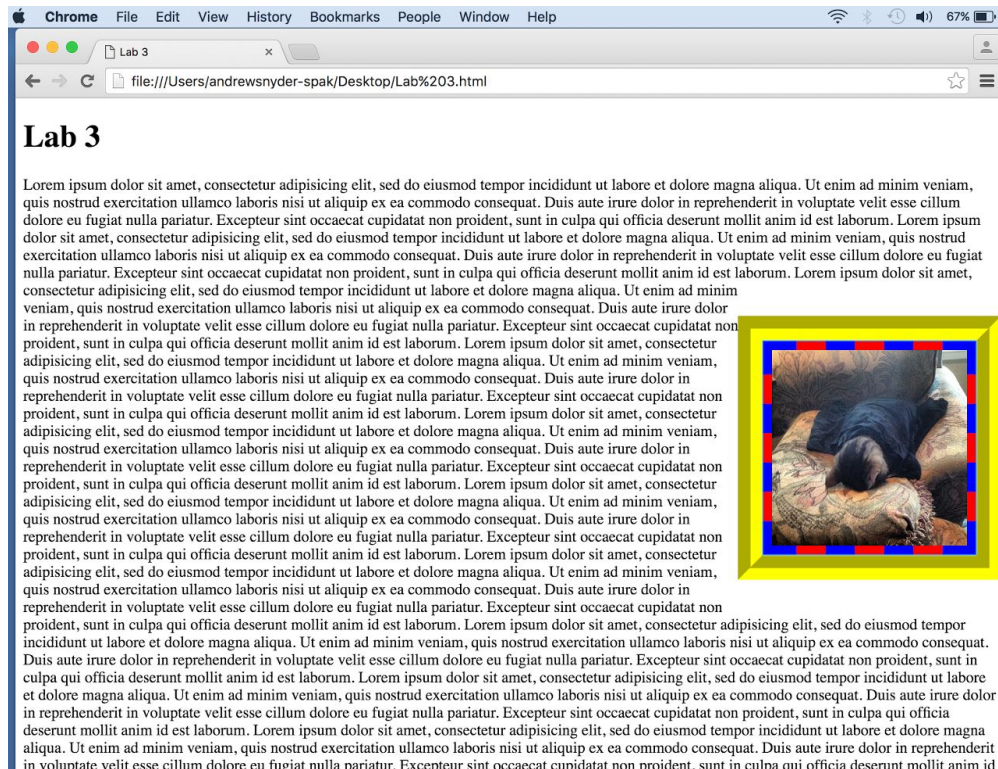 Chrome File Edit View History Bookmarks People Window Help 67%
Lab 3
file:///Users/andrewsnyder-spak/Desktop/Lab%203.html
Lab 3
Lorem ipsum dolor sit amet, consectetur adipisicing elit, sed do eiusmod tempor incididunt ut labore et dolore magna aliqua. Ut enim ad minim veniam,
quis nostrud exercitation ullamco laboris nisi ut aliquip ex ea commodo consequat. Duis aute irure dolor in reprehenderit in voluptate velit esse cillum
dolore eu fugiat nulla pariatur. Excepteur sint occaecat cupidatat non proident, sunt in culpa qui officia deserunt mollit anim id est laborum. Lorem ipsum
dolor sit amet, consectetur adipisicing elit, sed do eiusmod tempor incididunt ut labore et dolore magna aliqua. Ut enim ad minim veniam, quis nostrud
exercitation ullamco laboris nisi ut aliquip ex ea commodo consequat. Duis aute irure dolor in reprehenderit in voluptate velit esse cillum dolore eu fugiat
nulla pariatur. Excepteur sint occaecat cupidatat non proident, sunt in culpa qui officia deserunt mollit anim id est laborum. Lorem ipsum dolor sit amet,
consectetur adipisicing elit, sed do eiusmod tempor incididunt ut labore et dolore magna aliqua. Ut enim ad minim
veniam, quis nostrud exercitation ullamco laboris nisi ut aliquip ex ea commodo consequat. Duis aute irure dolor
in reprehenderit in voluptate velit esse cillum dolore eu fugiat nulla pariatur. Excepteur sint occaecat cupidatat non
proident, sunt in culpa qui officia deserunt mollit anim id est laborum. Lorem ipsum dolor sit amet, consectetur
adipisicing elit, sed do eiusmod tempor incididunt ut labore et dolore magna aliqua. Ut enim ad minim veniam,
quis nostrud exercitation ullamco laboris nisi ut aliquip ex ea commodo consequat. Duis aute irure dolor in
reprehenderit in voluptate velit esse cillum dolore eu fugiat nulla pariatur. Excepteur sint occaecat cupidatat non
proident, sunt in culpa qui officia deserunt mollit anim id est laborum. Lorem ipsum dolor sit amet, consectetur
adipisicing elit, sed do eiusmod tempor incididunt ut labore et dolore magna aliqua. Ut enim ad minim veniam,
quis nostrud exercitation ullamco laboris nisi ut aliquip ex ea commodo consequat. Duis aute irure dolor in
reprehenderit in voluptate velit esse cillum dolore eu fugiat nulla pariatur. Excepteur sint occaecat cupidatat non
proident, sunt in culpa qui officia deserunt mollit anim id est laborum. Lorem ipsum dolor sit amet, consectetur
adipisicing elit, sed do eiusmod tempor incididunt ut labore et dolore magna aliqua. Ut enim ad minim veniam,
quis nostrud exercitation ullamco laboris nisi ut aliquip ex ea commodo consequat. Duis aute irure dolor in
reprehenderit in voluptate velit esse cillum dolore eu fugiat nulla pariatur. Excepteur sint occaecat cupidatat non
proident, sunt in culpa qui officia deserunt mollit anim id est laborum. Lorem ipsum dolor sit amet, consectetur
adipisicing elit, sed do eiusmod tempor incididunt ut labore et dolore magna aliqua. Ut enim ad minim veniam,
quis nostrud exercitation ullamco laboris nisi ut aliquip ex ea commodo consequat. Duis aute irure dolor in
reprehenderit in voluptate velit esse cillum dolore eu fugiat nulla pariatur. Excepteur sint occaecat cupidatat non
proident, sunt in culpa qui officia deserunt mollit anim id est laborum. Lorem ipsum dolor sit amet, consectetur adipisicing elit, sed do eiusmod tempor
incididunt ut labore et dolore magna aliqua. Ut enim ad minim veniam, quis nostrud exercitation ullamco laboris nisi ut aliquip ex ea commodo consequat.
Duis aute irure dolor in reprehenderit in voluptate velit esse cillum dolore eu fugiat nulla pariatur. Excepteur sint occaecat cupidatat non proident, sunt in
culpa qui officia deserunt mollit anim id est laborum. Lorem ipsum dolor sit amet, consectetur adipisicing elit, sed do eiusmod tempor incididunt ut labore
et dolore magna aliqua. Ut enim ad minim veniam, quis nostrud exercitation ullamco laboris nisi ut aliquip ex ea commodo consequat. Duis aute irure dolor
in reprehenderit in voluptate velit esse cillum dolore eu fugiat nulla pariatur. Excepteur sint occaecat cupidatat non proident, sunt in culpa qui officia
deserunt mollit anim id est laborum. Lorem ipsum dolor sit amet, consectetur adipisicing elit, sed do eiusmod tempor incididunt ut labore et dolore magna
aliqua. Ut enim ad minim veniam, quis nostrud exercitation ullamco laboris nisi ut aliquip ex ea commodo consequat. Duis aute irure dolor in reprehenderit
in voluptate velit esse cillum dolore eu fugiat nulla pariatur. Excepteur sint occaecat cupidatat non proident, sunt in culpa qui officia deserunt mollit anim id